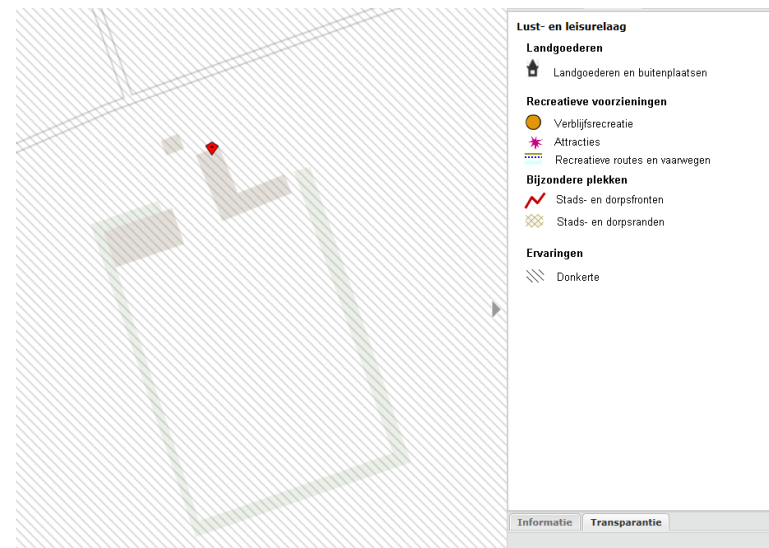 Lust- en leisurelaag
Landgoederen
Landgoederen en buitenplaatsen
Recreatieve voorzieningen
Verblijfsrecreatie
Attracties
Recreatieve routes en vaarwegen
Bijzondere plekken
Stads- en dorpsfronten
Stads- en dorpsranden
Ervaringen
Donkerte
Informatie Transparantie